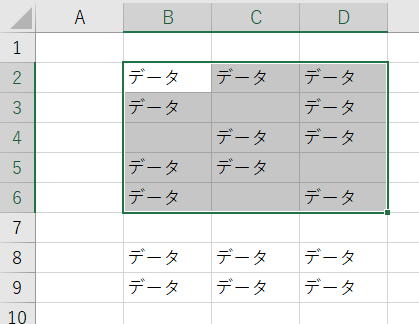 A B C D
1
2 データ データ データ
3 データ データ
4 データ データ
5 データ データ
6 データ データ
7
8 データ データ データ
9 データ データ データ
10